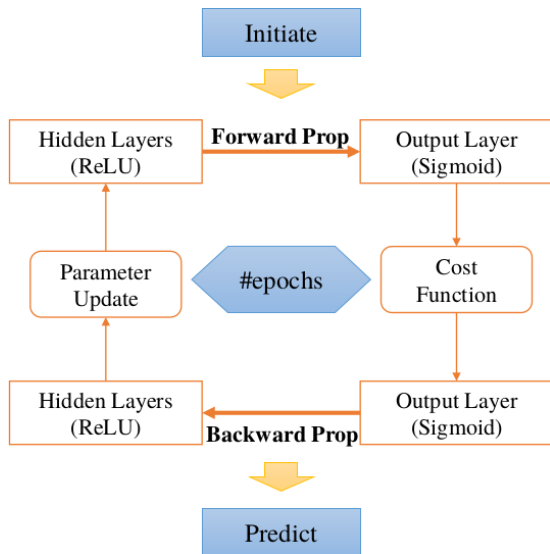 Initiate
Hidden Layers
(ReLU)
Forward Prop
Output Layer
(Sigmoid)
Parameter
Update
#epochs
Cost
Function
Hidden Layers
(ReLU)
Backward Prop
Output Layer
(Sigmoid)
Predict